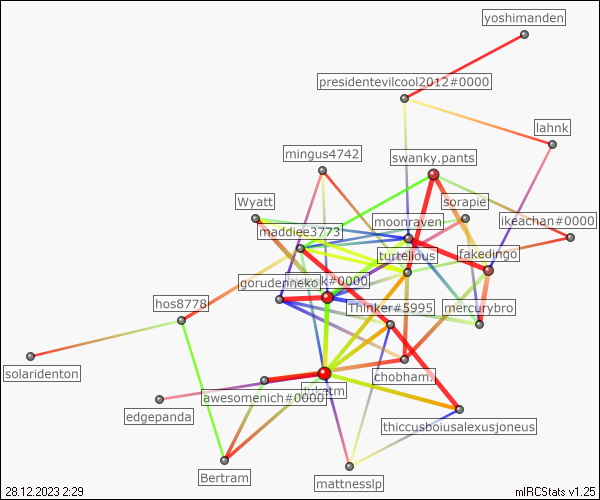 yoshimanden
presidentevilcool2012#0000
lahnk
mingus4742
swanky.pants
Wyatt
sorapie
moonraven
ikeachan#0000
maddiee3773
turtelious
fakedingo
gorudenneko
#0000
hos8778
Thinker#5995
mercurybro
solaridenton
chobham.
awesomenich#0000
edgepanda
thiccusboiusalexusjoneus
Bertram
mattnesslp
28.12.2023 2:29
mIRCStats v1.25